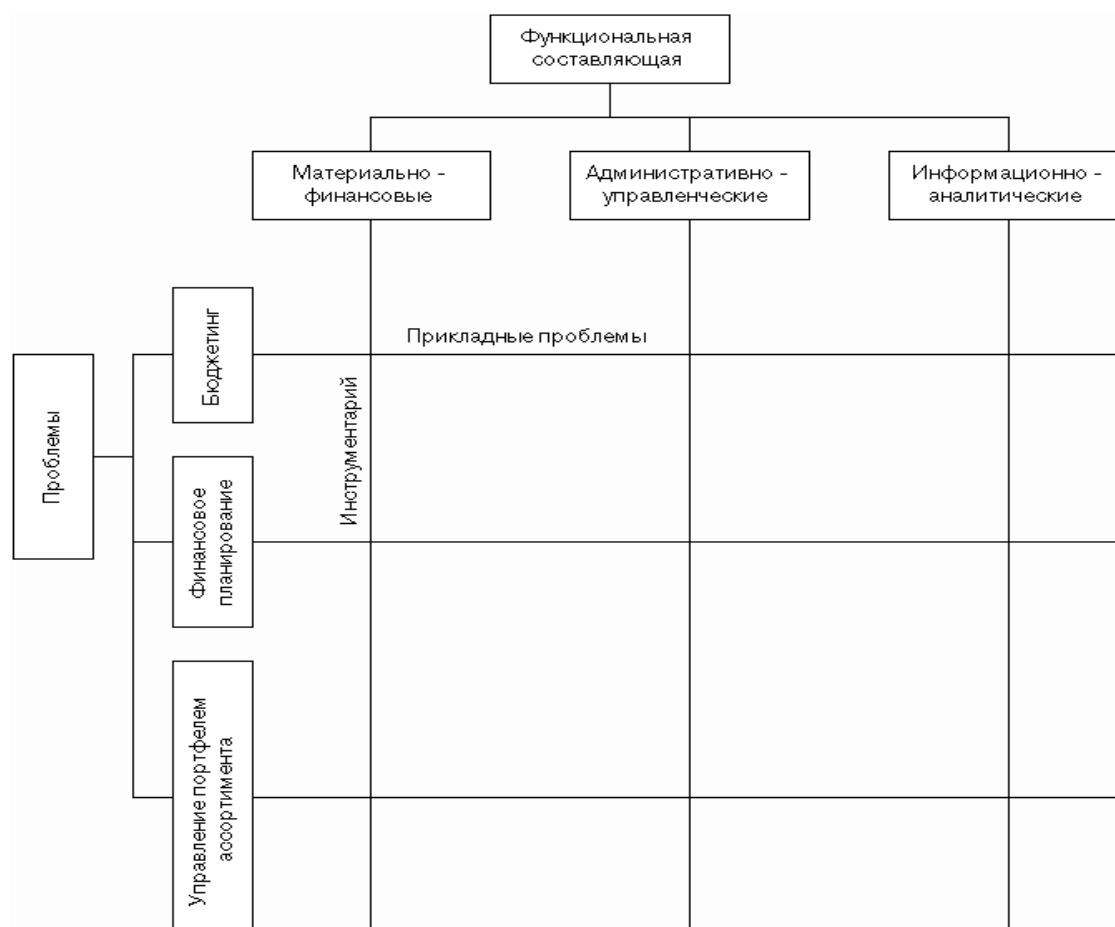 Функциональная
составляющая
Материально -
финансовые
Административно -
управленческие
Информационно -
аналитические
Прикладные проблемы
Инструментарий
Проблемы
Бюджетинг
Финансовое
планирование
Управление портфелем
ассортимента